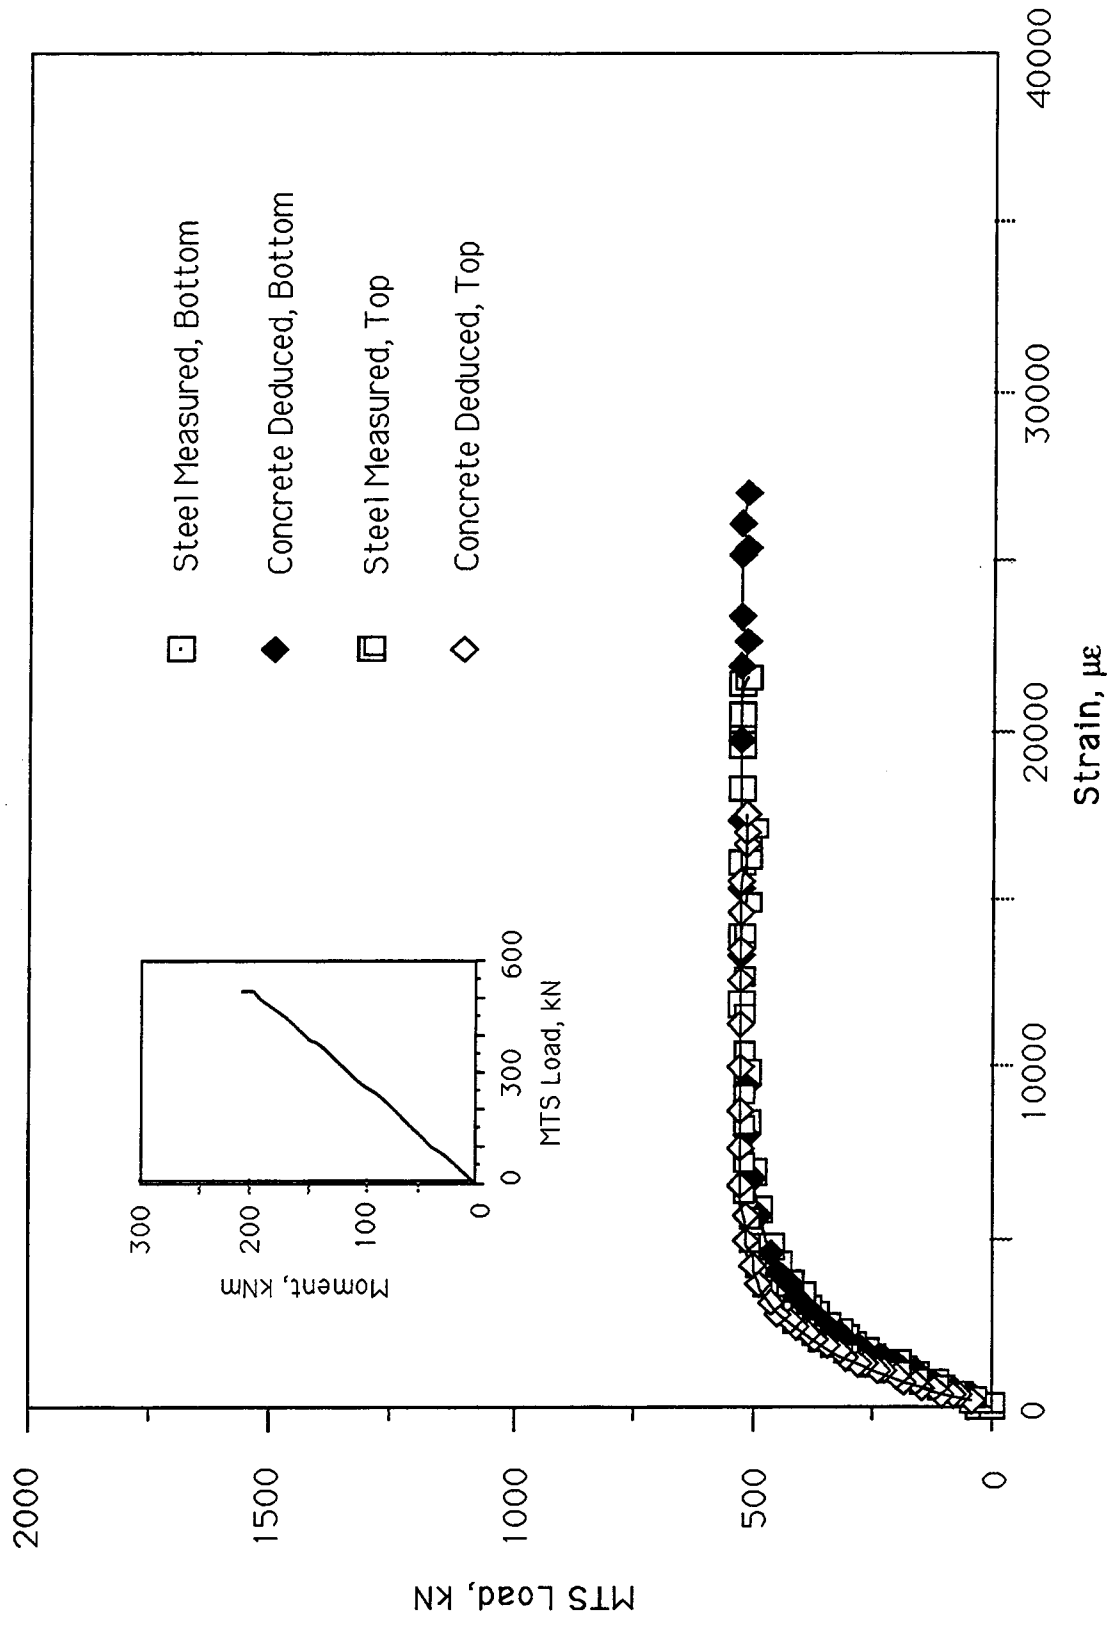 2000
1500
1000
500
0
MTS Load, kN
0
10000
20000
30000
40000
Strain, με
Steel Measured, Bottom
Concrete Deduced, Bottom
Steel Measured, Top
Concrete Deduced, Top
300
200
100
0
Moment, kNm
0
300
600
MTS Load, kN